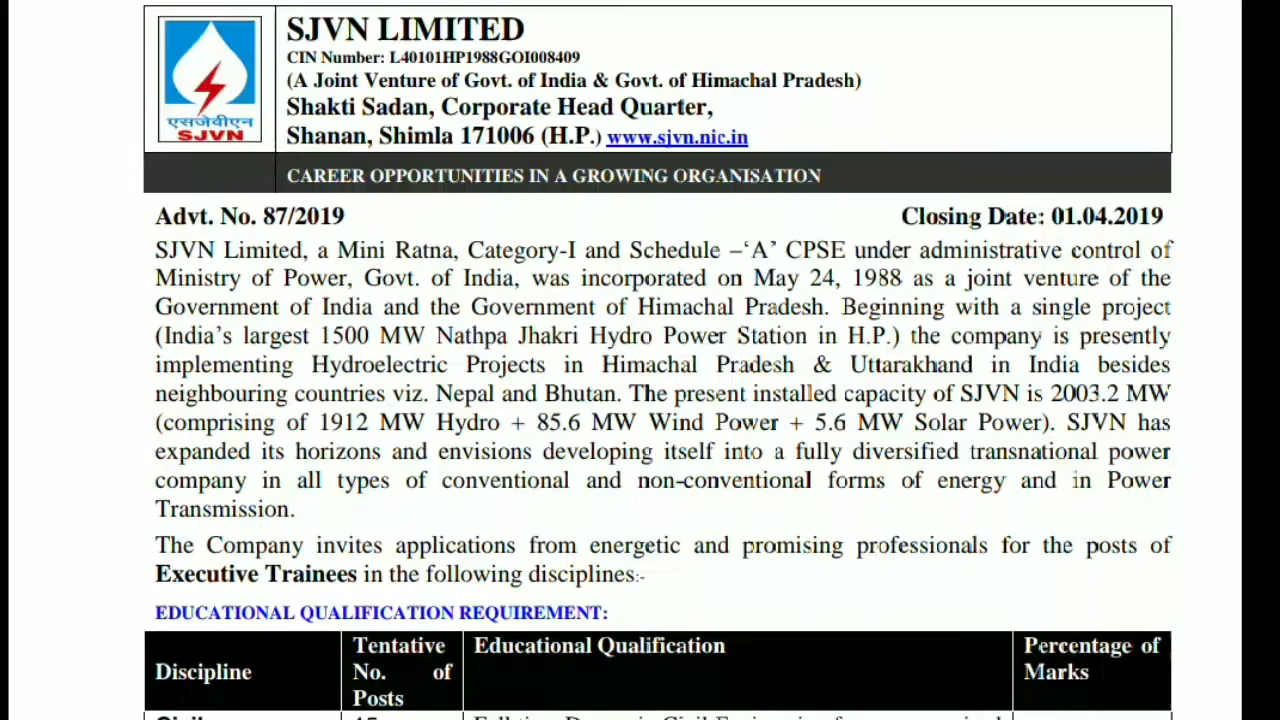 एसजेवीएन
SJVN
SJVN LIMITED
CIN Number: L40101HP1988GOI008409
(A Joint Venture of Govt. of India & Govt. of Himachal Pradesh)
Shakti Sadan, Corporate Head Quarter,
Shanan, Shimla 171006 (H.P.) www.sjvn.nic.in
CAREER OPPORTUNITIES IN A GROWING ORGANISATION
Advt. No. 87/2019 Closing Date: 01.04.2019
SJVN Limited, a Mini Ratna, Category-I and Schedule –‘A’ CPSE under administrative control of
Ministry of Power, Govt. of India, was incorporated on May 24, 1988 as a joint venture of the
Government of India and the Government of Himachal Pradesh. Beginning with a single project
(India’s largest 1500 MW Nathpa Jhakri Hydro Power Station in H.P.) the company is presently
implementing Hydroelectric Projects in Himachal Pradesh & Uttarakhand in India besides
neighbouring countries viz. Nepal and Bhutan. The present installed capacity of SJVN is 2003.2 MW
(comprising of 1912 MW Hydro + 85.6 MW Wind Power + 5.6 MW Solar Power). SJVN has
expanded its horizons and envisions developing itself into a fully diversified transnational power
company in all types of conventional and non-conventional forms of energy and in Power
Transmission.
The Company invites applications from energetic and promising professionals for the posts of
Executive Trainees in the following disciplines:-
EDUCATIONAL QUALIFICATION REQUIREMENT:
Discipline
Tentative
No. of
Posts
Educational Qualification
Percentage of
Marks